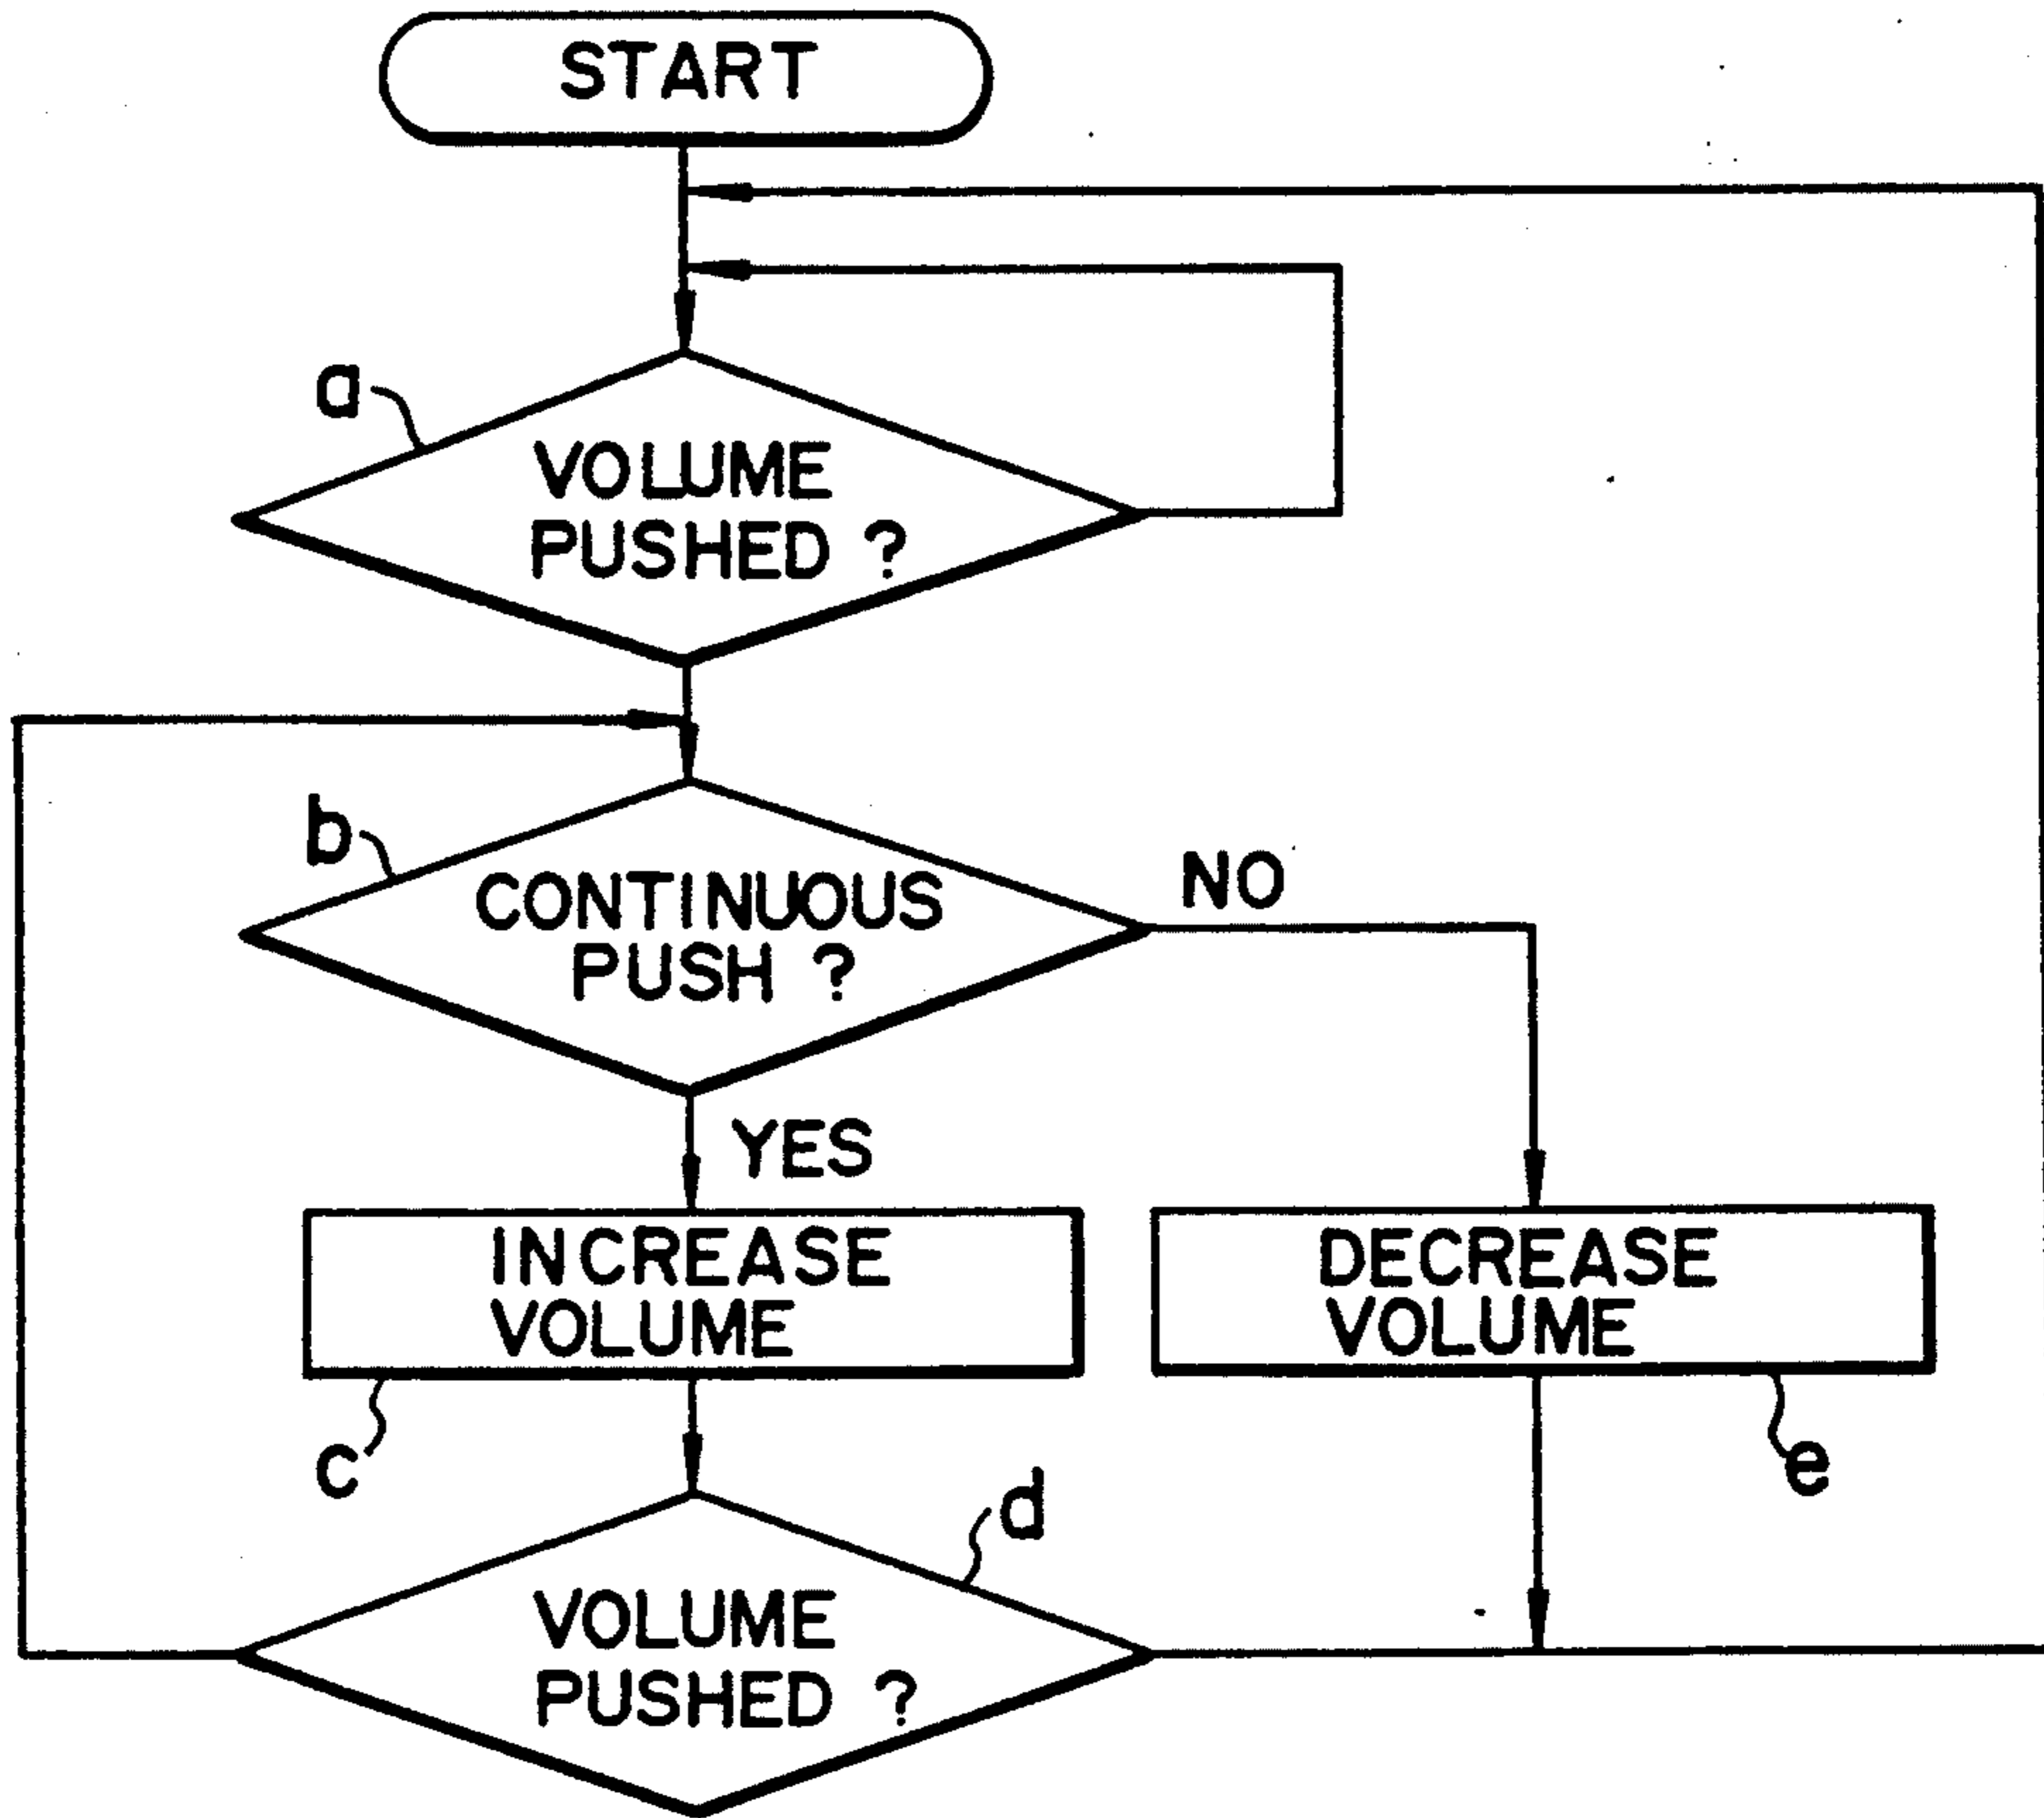 START
a
VOLUME
PUSHED ?
b
CONTINUOUS
PUSH ?
NO
YES
INCREASE
VOLUME
DECREASE
VOLUME
c
e
d
VOLUME
PUSHED ?